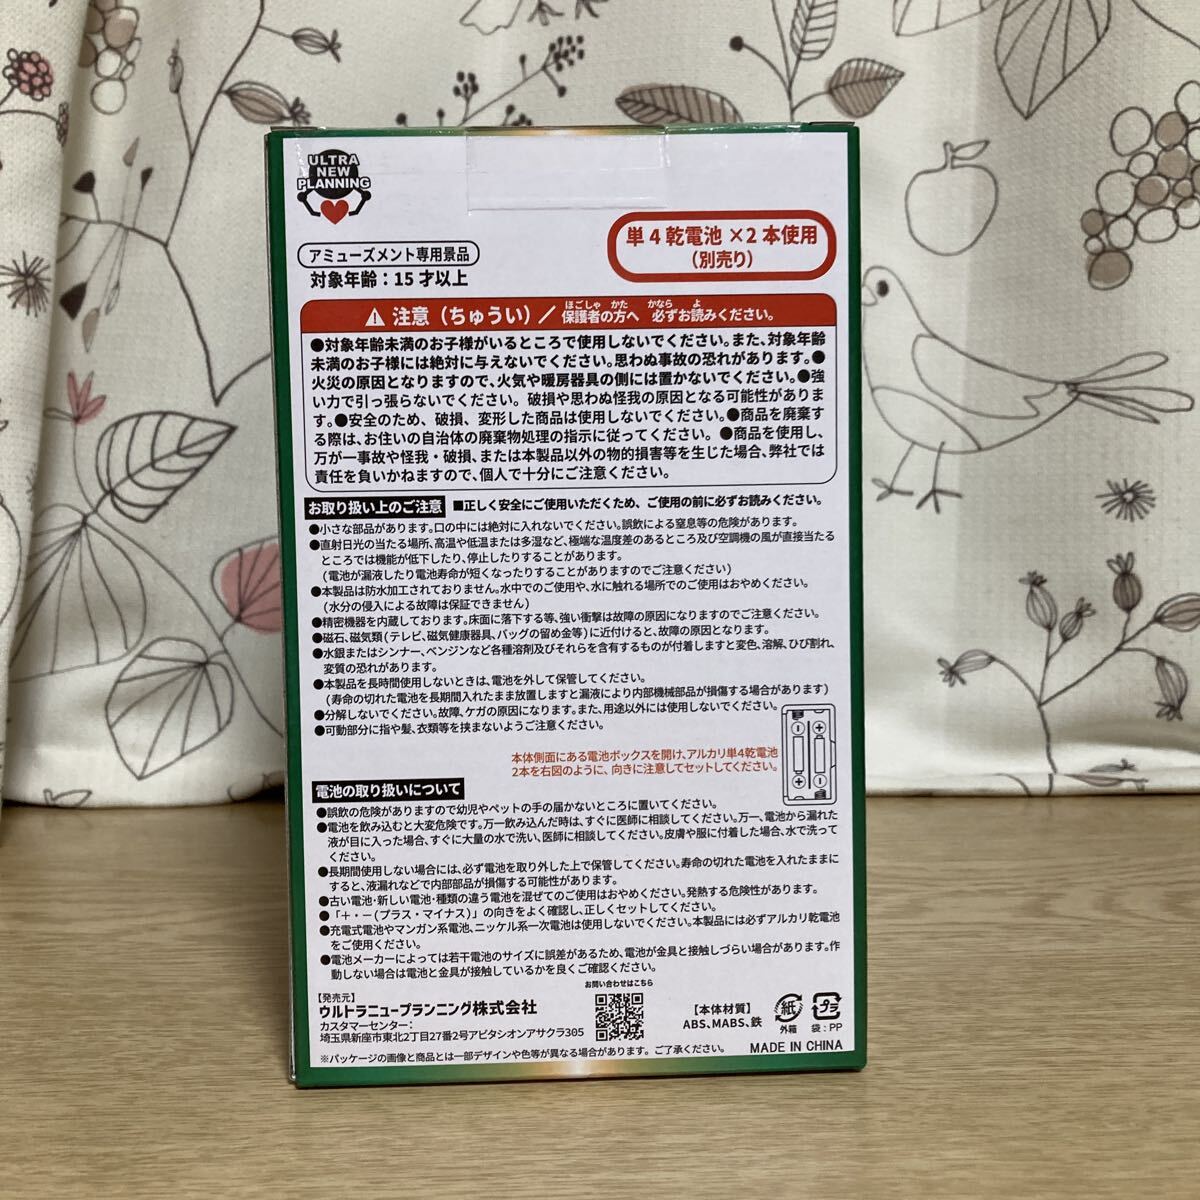 ULTRA
NEW
PLANNING
アミューズメント専用景品
対象年齢：15才以上
単4乾電池×2本使用
（別売り）
注意（ちゅうい）／保護者の方へ 必ずお読みください。
●対象年齢未満のお子様がいるところで使用しないでください。また、対象年齢
未満のお子様には絶対に与えないでください。思わぬ事故の恐れがあります。●
火災の原因となりますので、火気や暖房器具の側には置かないでください。●強
い力で引っ張らないでください。破損や思わぬ怪我の原因となる可能性がありま
す。●安全のため、破損、変形した商品は使用しないでください。●商品を廃棄す
る際は、お住いの自治体の廃棄物処理の指示に従ってください。●商品を使用し、
万が一事故や怪我・破損、または本製品以外の物的損害等を生じた場合、弊社では
責任を負いかねますので、個人で十分にご注意ください。
お取り扱い上のご注意 ■正しく安全にご使用いただくため、ご使用の前に必ずお読みください。
●小さな部品があります。口の中には絶対に入れないでください。誤飲による窒息等の危険があります。
●直射日光の当たる場所、高温や低温または多湿など、極端な温度差のあるところ及び空調機の風が直接当たる
ところでは機能が低下したり、停止したりすることがあります。
(電池が漏液したり電池寿命が短くなったりすることがありますのでご注意ください)
●本製品は防水加工されておりません。水中でのご使用や、水に触れる場所でのご使用はおやめください。
(水分の侵入による故障は保証できません)
●精密機器を内蔵しております。床面に落下する等、強い衝撃は故障の原因になりますのでご注意ください。
●磁石、磁気類(テレビ、磁気健康器具、バッグの留め金等)に近付けると、故障の原因となります。
●水銀またはシンナー、ベンジンなど各種溶剤及びそれらを含有するものが付着しますと変色、溶解、ひび割れ、
変質の恐れがあります。
●本製品を長時間使用しないときは、電池を外して保管してください。
(寿命の切れた電池を長期間入れたまま放置しますと漏液により内部機械部品が損傷する場合があります)
●分解しないでください。故障、ケガの原因になります。また、用途以外には使用しないでください。
●可動部分に指や髪、衣類等を挟まないようご注意ください。
本体側面にある電池ボックスを開け、アルカリ単4乾電池
2本を右図のように、向きに注意してセットしてください。
電池の取り扱いについて
●誤飲の危険がありますので幼児やペットの手の届かないところに置いてください。
●電池を飲み込むと大変危険です。万一飲み込んだ時は、すぐに医師に相談してください。万一、電池から漏れた
液が目に入った場合、すぐに大量の水で洗い、医師に相談してください。皮膚や服に付着した場合、水で洗って
ください。
●長期間使用しない場合には、必ず電池を取り外した上で保管してください。寿命の切れた電池を入れたままに
すると、液漏れなどで内部部品が損傷する可能性があります。
●古い電池・新しい電池・種類の違う電池を混ぜてのご使用はおやめください。発熱する危険性があります。
●「＋・－(プラス・マイナス)」の向きをよく確認し、正しくセットしてください。
●充電式電池やマンガン系電池、ニッケル系一次電池は使用しないでください。本製品には必ずアルカリ乾電池
をご使用ください。
●電池メーカーによっては若干電池のサイズに誤差があるため、電池が金具と接触しづらい場合があります。作
動しない場合は電池と金具が接触しているかを良くご確認ください。
お問い合わせはこちら
【発売元】
ウルトラニュープランニング株式会社
カスタマーセンター：
埼玉県新座市東北2丁目27番2号アビタシオンアサクラ305
【本体材質】
ABS、MABS、鉄
紙
外箱
プラ
袋：PP
※パッケージの画像と商品とは一部デザインや色等が異なる場合があります。ご了承ください。
MADE IN CHINA